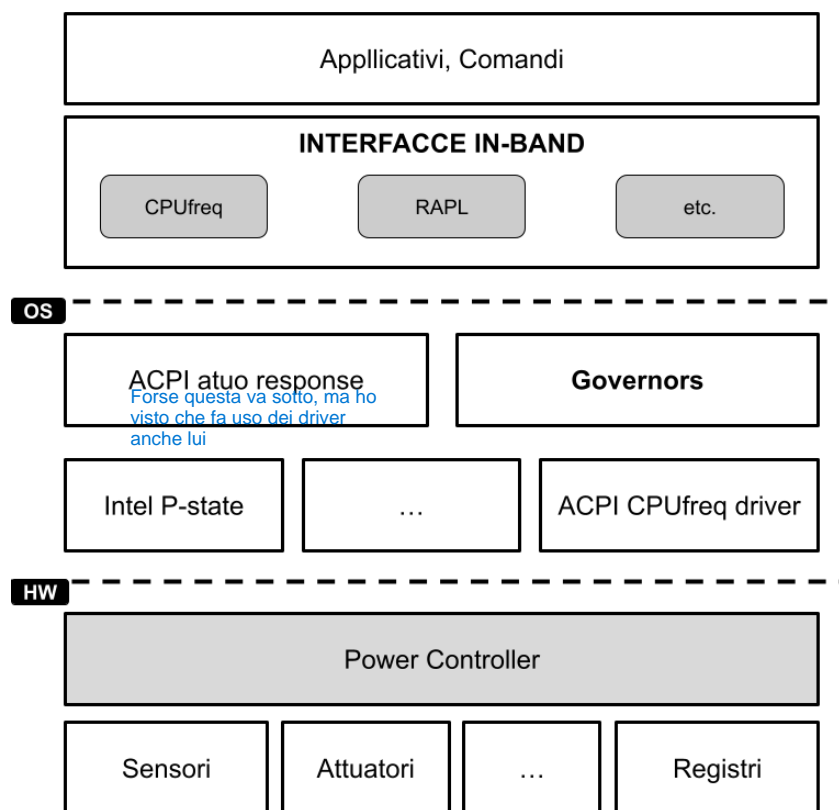 Appllicativi, Comandi
INTERFACCE IN-BAND
CPUfreq
RAPL
etc.
OS
ACPI atuo response
Forse questa va sotto, ma ho
visto che fa uso dei driver
anche lui
Governors
Intel P-state
...
ACPI CPUfreq driver
HW
Power Controller
Sensori
Attuatori
...
Registri